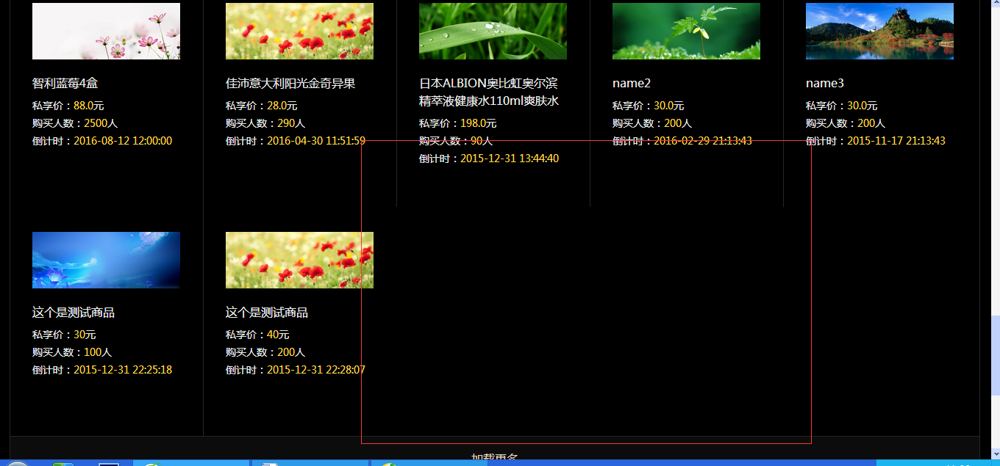 智利蓝莓4盒
私享价：88.0元
购买人数：2500人
倒计时：2016-08-12 12:00:00
佳沛意大利阳光金奇异果
私享价：28.0元
购买人数：290人
倒计时：2016-04-30 11:51:59
日本ALBION奥比虹奥尔滨
精萃液健康水110ml爽肤水
私享价：198.0元
购买人数：90人
倒计时：2015-12-31 13:44:40
name2
私享价：30.0元
购买人数：200人
倒计时：2016-02-29 21:13:43
name3
私享价：30.0元
购买人数：200人
倒计时：2015-11-17 21:13:43
这个是测试商品
私享价：30元
购买人数：100人
倒计时：2015-12-31 22:25:18
这个是测试商品
私享价：40元
购买人数：200人
倒计时：2015-12-31 22:28:07
加载更多